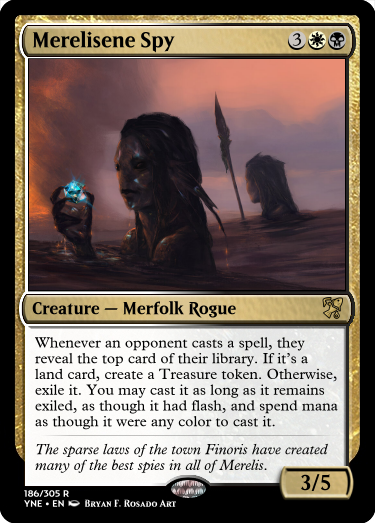 Merelisene Spy 3
Creature — Merfolk Rogue
Whenever an opponent casts a spell, they
reveal the top card of their library. If it's a
land card, create a Treasure token. Otherwise,
exile it. You may cast it as long as it remains
exiled, as though it had flash, and spend mana
as though it were any color to cast it.
The sparse laws of the town Finoris have created
many of the best spies in all of Merelis.
3/5
186/305 R
YNE • EN Bryan F. Rosado Art